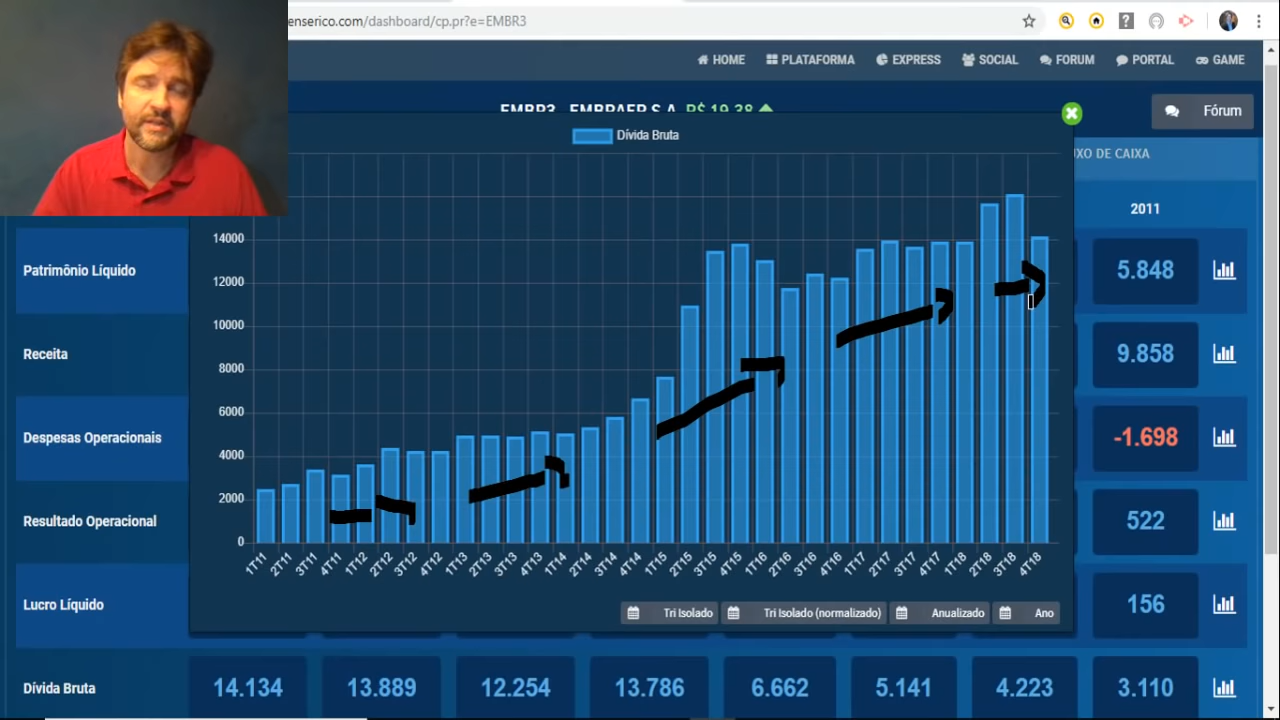 enserico.com/dashboard/cp.pr?e=EMBR3
HOME PLATAFORMA EXPRESS SOCIAL FORUM PORTAL GAME
EMBR3 - EMBRAER S.A. R$ 19,38
Fórum
Dívida Bruta
UXO DE CAIXA
2011
14000
12000
10000
8000
6000
4000
2000
0
1T11 2T11 3T11 4T11 1T12 2T12 3T12 4T12 1T13 2T13 3T13 4T13 1T14 2T14 3T14 4T14 1T15 2T15 3T15 4T15 1T16 2T16 3T16 4T16 1T17 2T17 3T17 4T17 1T18 2T18 3T18 4T18
Tri Isolado Tri Isolado (normalizado) Anualizado Ano
Patrimônio Líquido 5.848
Receita 9.858
Despesas Operacionais -1.698
Resultado Operacional 522
Lucro Líquido 156
Dívida Bruta 14.134 13.889 12.254 13.786 6.662 5.141 4.223 3.110